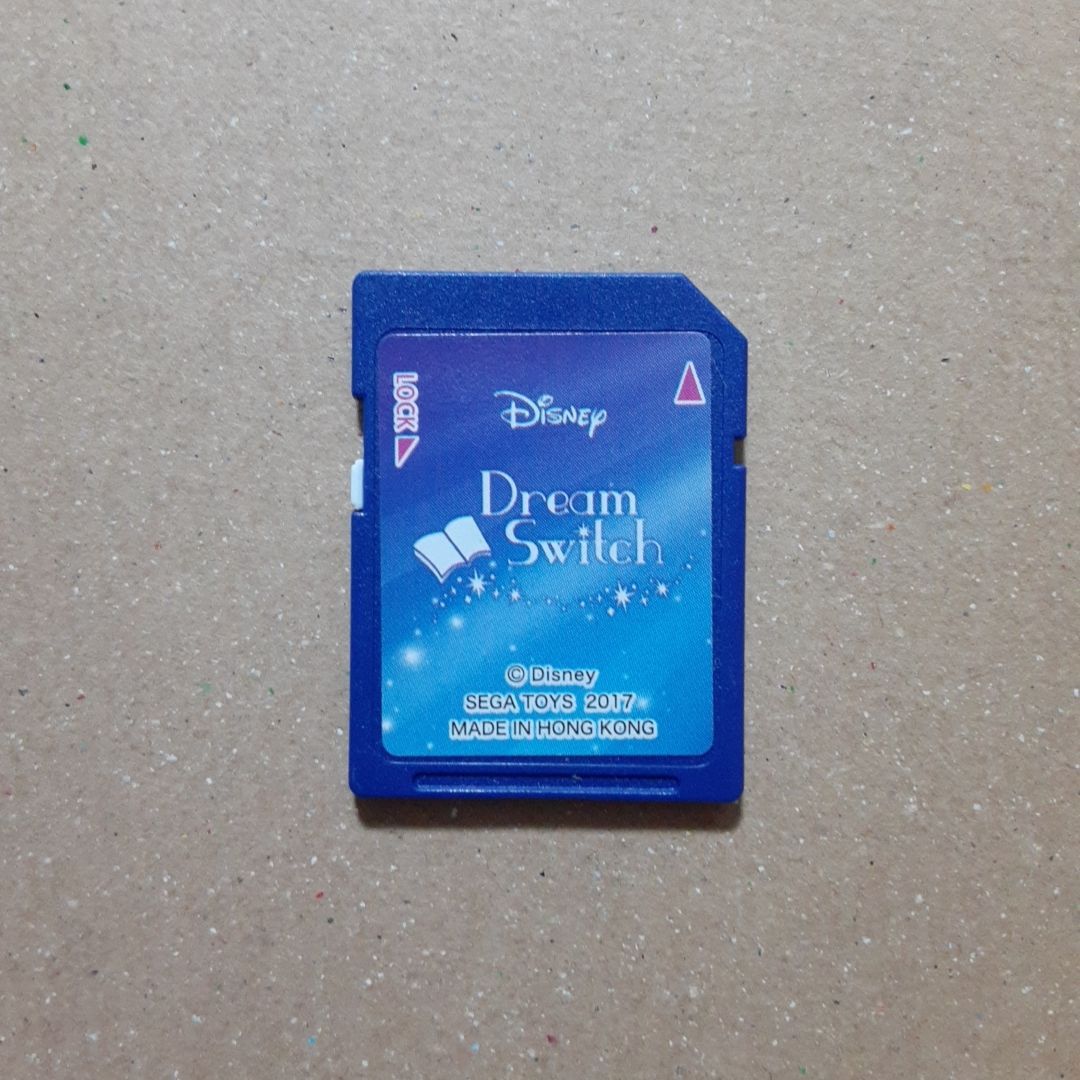 LOCK
Disney
Dream
Switch
© Disney
SEGA TOYS 2017
MADE IN HONG KONG